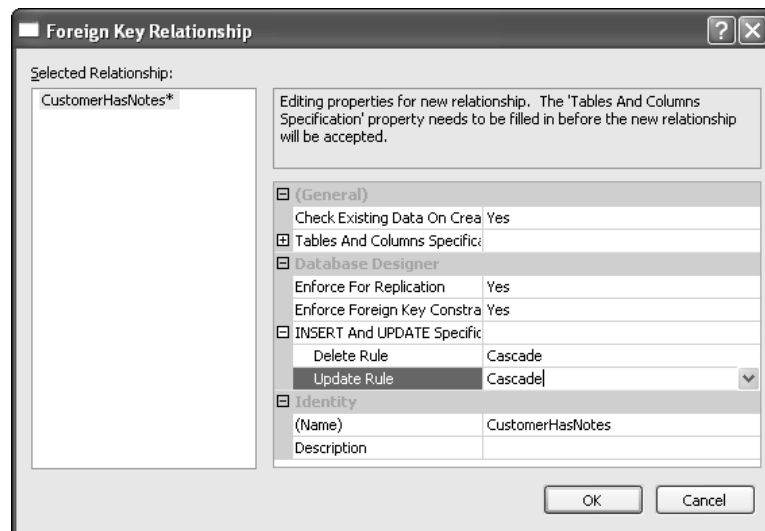 Foreign Key Relationship
Selected Relationship:
CustomerHasNotes*
Editing properties for new relationship. The 'Tables And Columns
Specification' property needs to be filled in before the new relationship
will be accepted.
(General)
Check Existing Data On Crea Yes
Tables And Columns Specifica
Database Designer
Enforce For Replication Yes
Enforce Foreign Key Constra Yes
INSERT And UPDATE Specific
Delete Rule Cascade
Update Rule Cascade
Identity
(Name) CustomerHasNotes
Description
OK Cancel